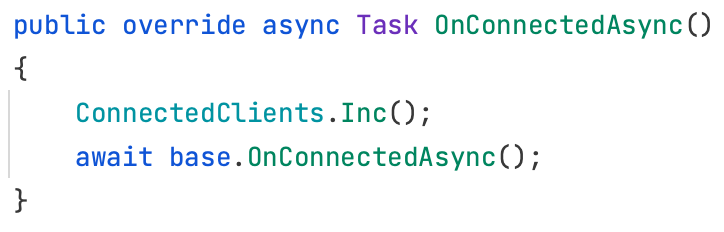 public override async Task OnConnectedAsync()
{
    ConnectedClients.Inc();
    await base.OnConnectedAsync();
}